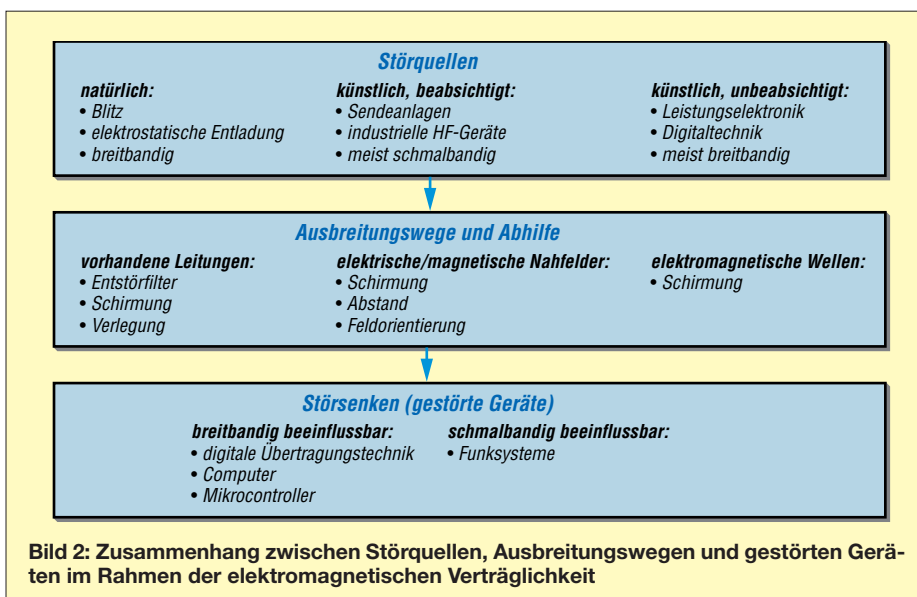 Störquellen
natürlich:
• Blitz
• elektrostatische Entladung
• breitbandig
künstlich, beabsichtigt:
• Sendeanlagen
• industrielle HF-Geräte
• meist schmalbandig
künstlich, unbeabsichtigt:
• Leistungselektronik
• Digitaltechnik
• meist breitbandig
Ausbreitungswege und Abhilfe
vorhandene Leitungen:
• Entstörfilter
• Schirmung
• Verlegung
elektrische/magnetische Nahfelder:
• Schirmung
• Abstand
• Feldorientierung
elektromagnetische Wellen:
• Schirmung
Störsenken (gestörte Geräte)
breitbandig beeinflussbar:
• digitale Übertragungstechnik
• Computer
• Mikrocontroller
schmalbandig beeinflussbar:
• Funksysteme
Bild 2: Zusammenhang zwischen Störquellen, Ausbreitungswegen und gestörten Gerä-
ten im Rahmen der elektromagnetischen Verträglichkeit